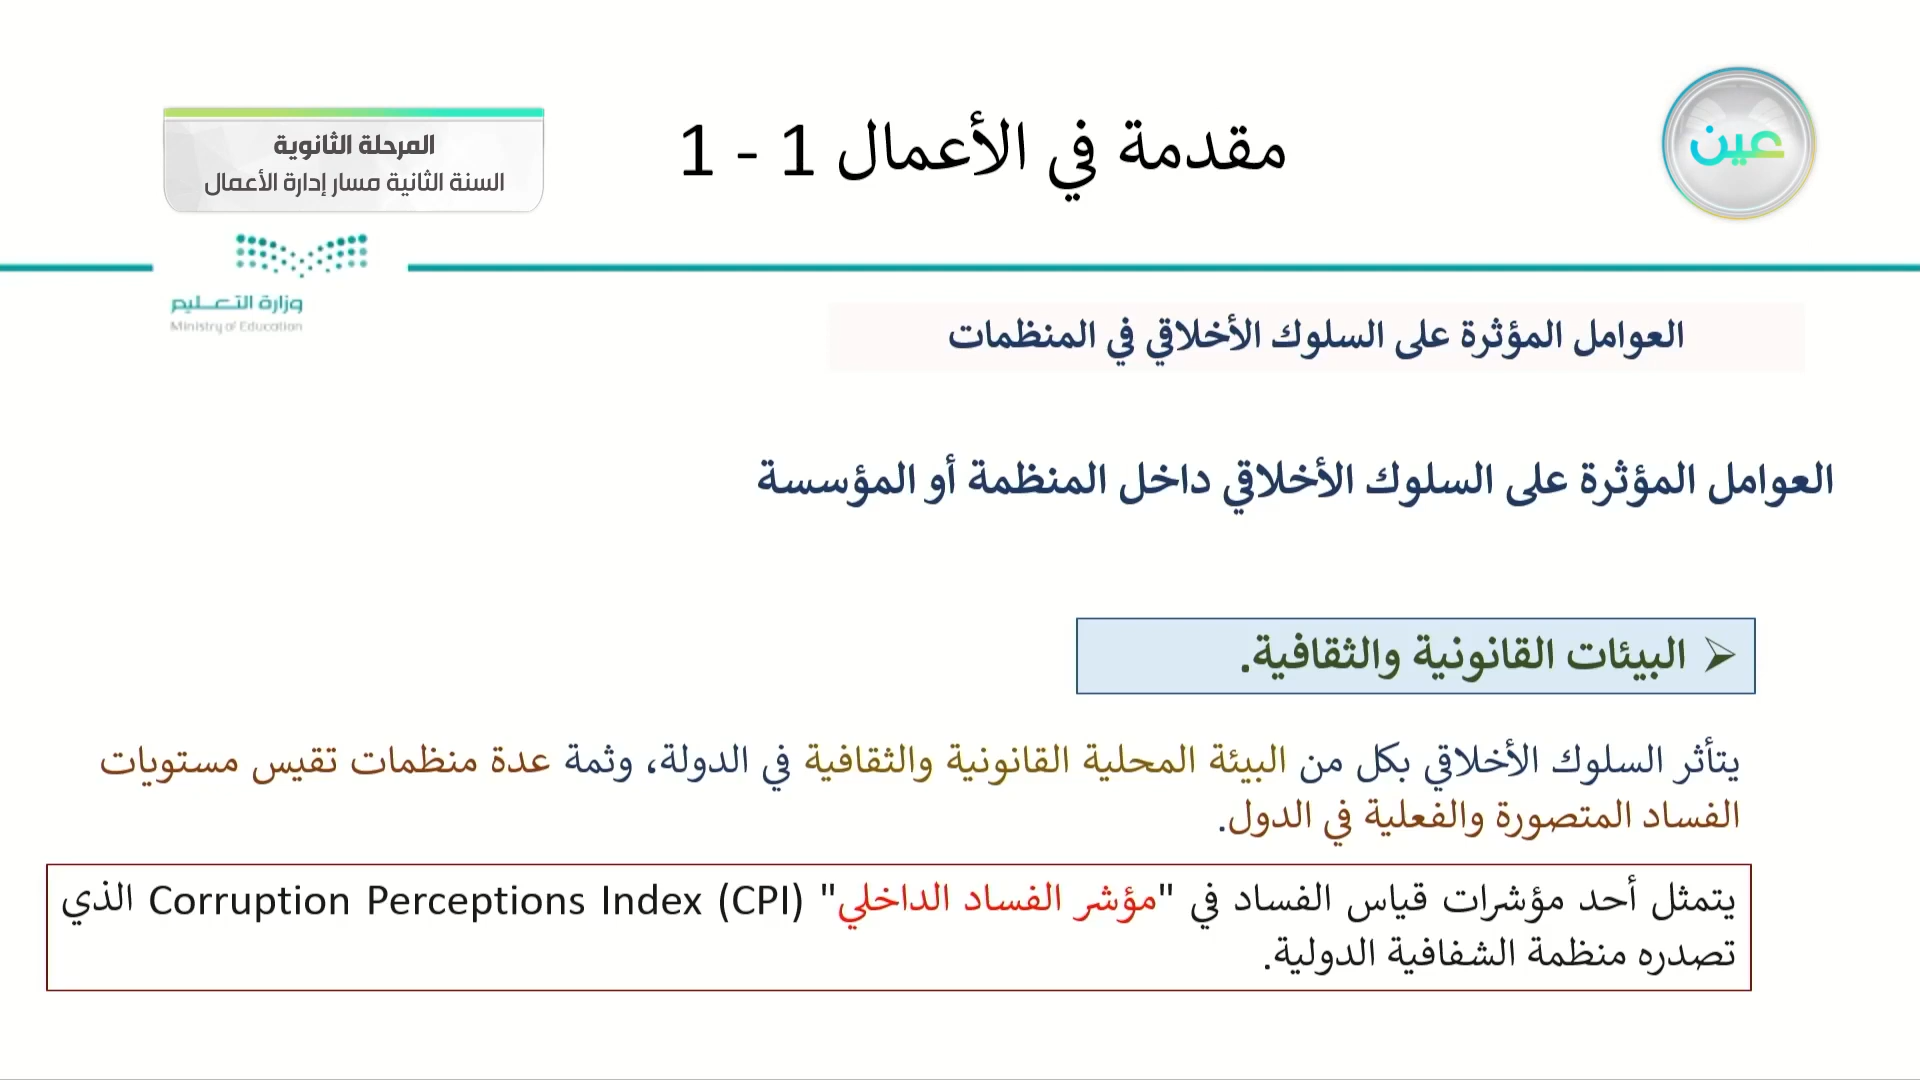 عين
مقدمة في الأعمال 1 - 1
المرحلة الثانوية
السنة الثانية مسار إدارة الأعمال
وزارة التعليم
Ministry of Education
العوامل المؤثرة على السلوك الأخلاقي في المنظمات
العوامل المؤثرة على السلوك الأخلاقي داخل المنظمة أو المؤسسة
البيئات القانونية والثقافية.
يتأثر السلوك الأخلاقي بكل من البيئة المحلية القانونية والثقافية في الدولة، وثمة عدة منظمات تقيس مستويات
الفساد المتصورة والفعلية في الدول.
يتمثل أحد مؤشرات قياس الفساد في "مؤشر الفساد الداخلي" Corruption Perceptions Index (CPI) الذي
تصدره منظمة الشفافية الدولية.